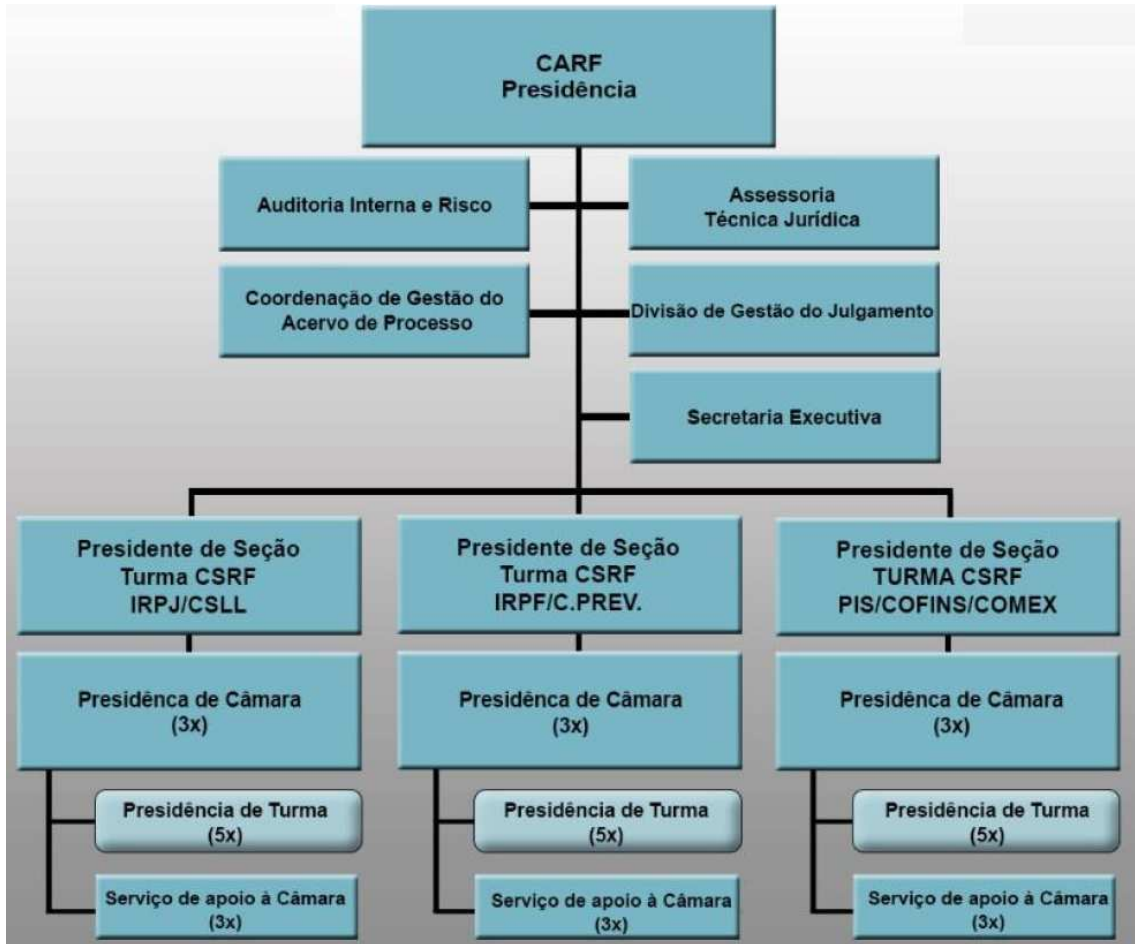 CARF
Presidência
Auditoria Interna e Risco
Assessoria
Técnica Jurídica
Coordenação de Gestão do
Acervo de Processo
Divisão de Gestão do Julgamento
Secretaria Executiva
Presidente de Seção
Turma CSRF
IRPJ/CSLL
Presidente de Seção
Turma CSRF
IRPF/C.PREV.
Presidente de Seção
TURMA CSRF
PIS/COFINS/COMEX
Presidênca de Câmara
(3x)
Presidênca de Câmara
(3x)
Presidênca de Câmara
(3x)
Presidência de Turma
(5x)
Presidência de Turma
(5x)
Presidência de Turma
(5x)
Serviço de apoio à Câmara
(3x)
Serviço de apoio à Câmara
(3x)
Serviço de apoio à Câmara
(3x)